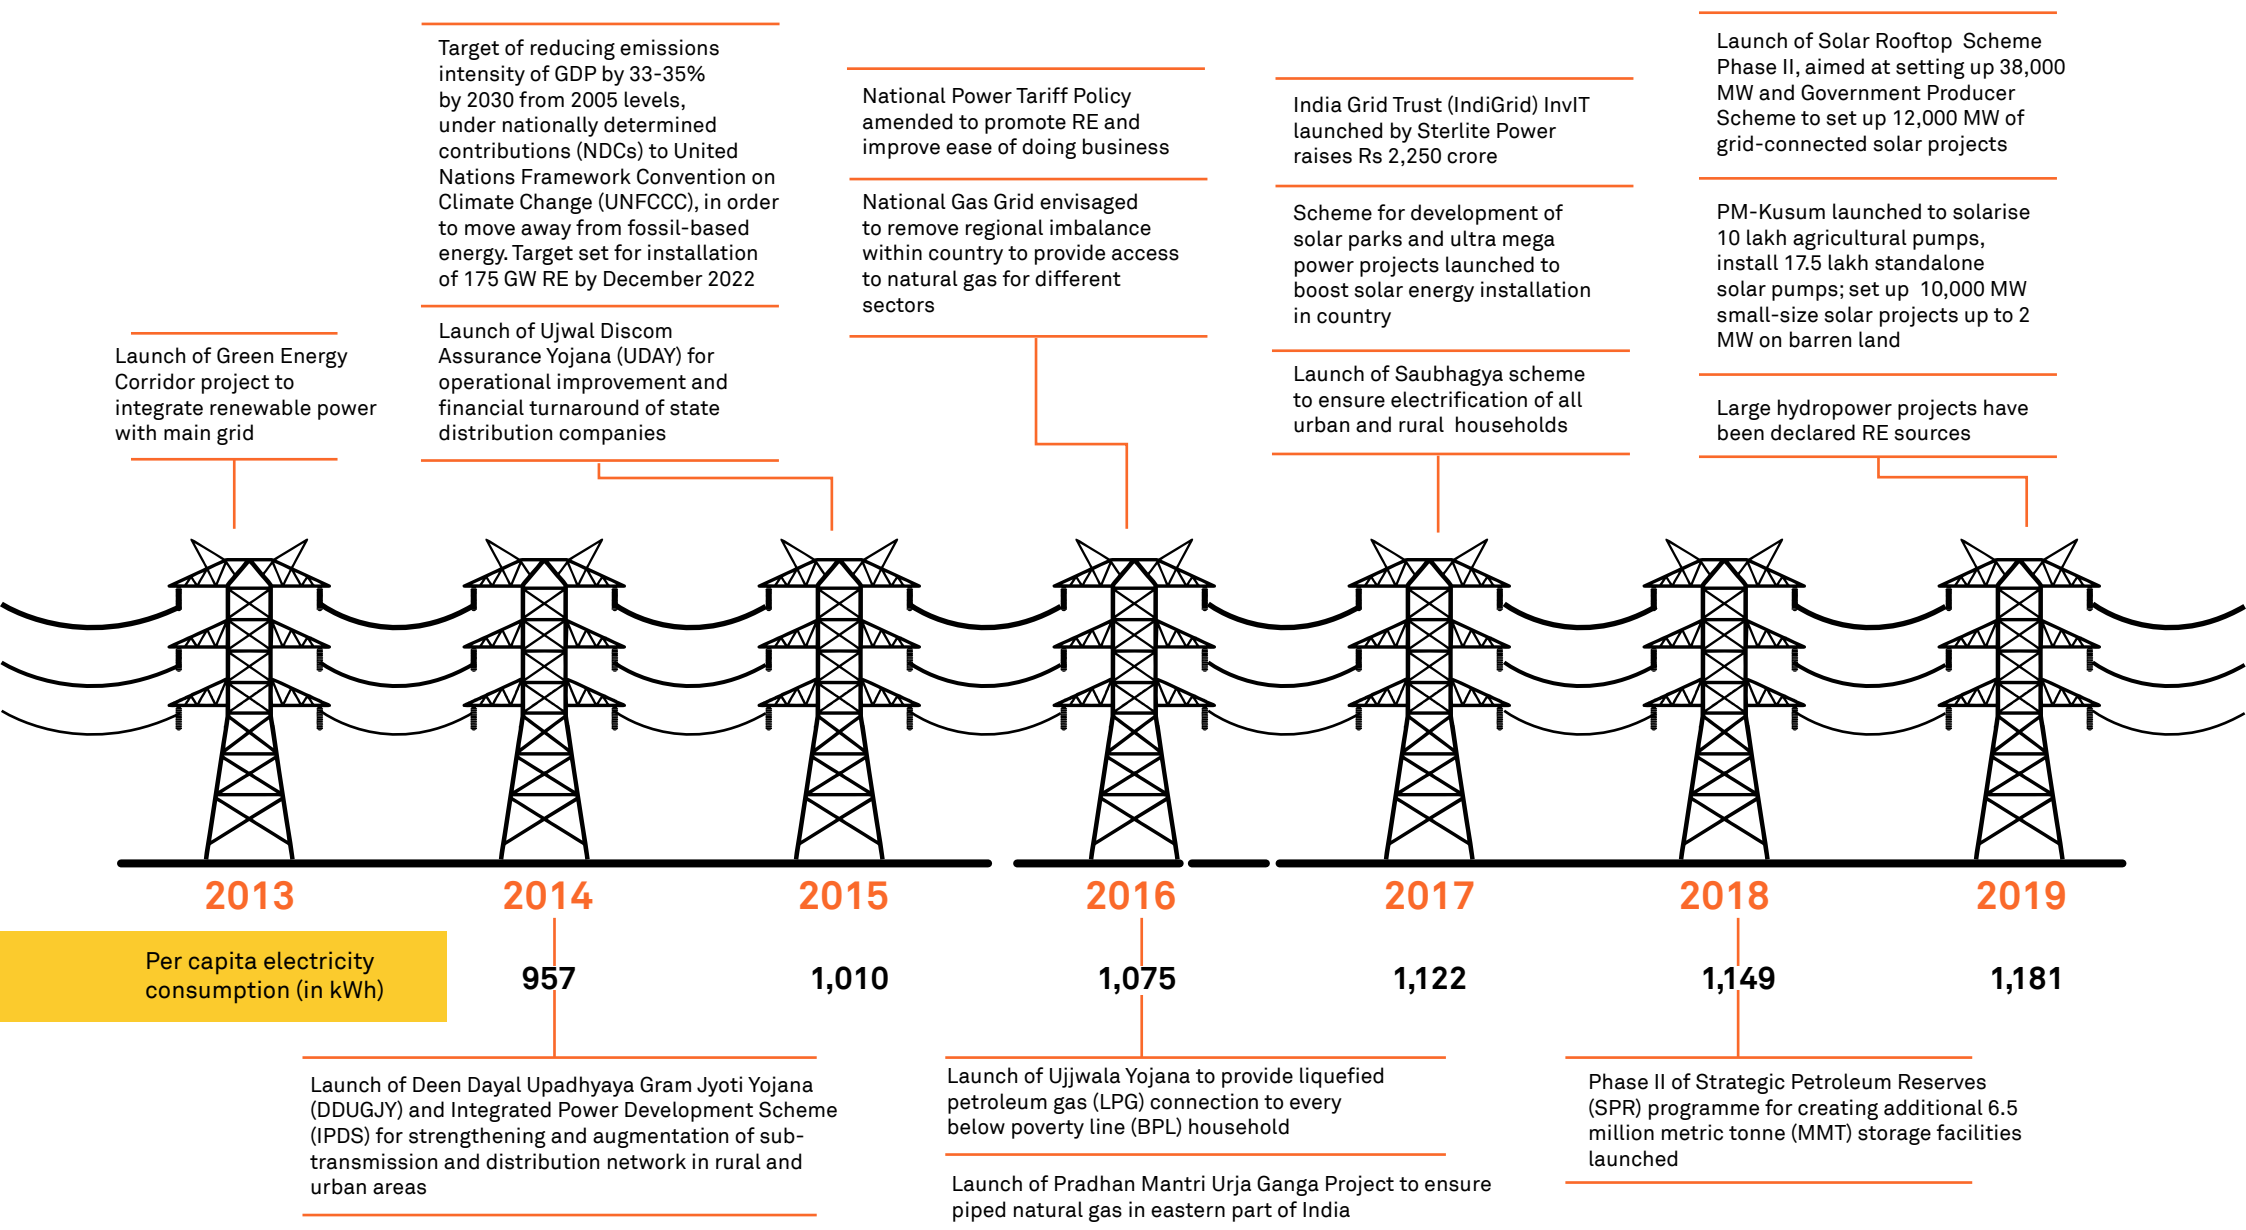 Launch of Green Energy
Corridor project to
integrate renewable power
with main grid
Target of reducing emissions
intensity of GDP by 33-35%
by 2030 from 2005 levels,
under nationally determined
contributions (NDCs) to United
Nations Framework Convention on
Climate Change (UNFCCC), in order
to move away from fossil-based
energy. Target set for installation
of 175 GW RE by December 2022
Launch of Ujwal Discom
Assurance Yojana (UDAY) for
operational improvement and
financial turnaround of state
distribution companies
National Power Tariff Policy
amended to promote RE and
improve ease of doing business
National Gas Grid envisaged
to remove regional imbalance
within country to provide access
to natural gas for different
sectors
India Grid Trust (IndiGrid) InvIT
launched by Sterlite Power
raises Rs 2,250 crore
Scheme for development of
solar parks and ultra mega
power projects launched to
boost solar energy installation
in country
Launch of Saubhagya scheme
to ensure electrification of all
urban and rural households
Launch of Solar Rooftop Scheme
Phase II, aimed at setting up 38,000
MW and Government Producer
Scheme to set up 12,000 MW of
grid-connected solar projects
PM-Kusum launched to solarise
10 lakh agricultural pumps,
install 17.5 lakh standalone
solar pumps; set up 10,000 MW
small-size solar projects up to 2
MW on barren land
Large hydropower projects have
been declared RE sources
2013 2014 2015 2016 2017 2018 2019
Per capita electricity
consumption (in kWh)
957 1,010 1,075 1,122 1,149 1,181
Launch of Deen Dayal Upadhyaya Gram Jyoti Yojana
(DDUGJY) and Integrated Power Development Scheme
(IPDS) for strengthening and augmentation of sub-
transmission and distribution network in rural and
urban areas
Launch of Ujjwala Yojana to provide liquefied
petroleum gas (LPG) connection to every
below poverty line (BPL) household
Launch of Pradhan Mantri Urja Ganga Project to ensure
piped natural gas in eastern part of India
Phase II of Strategic Petroleum Reserves
(SPR) programme for creating additional 6.5
million metric tonne (MMT) storage facilities
launched